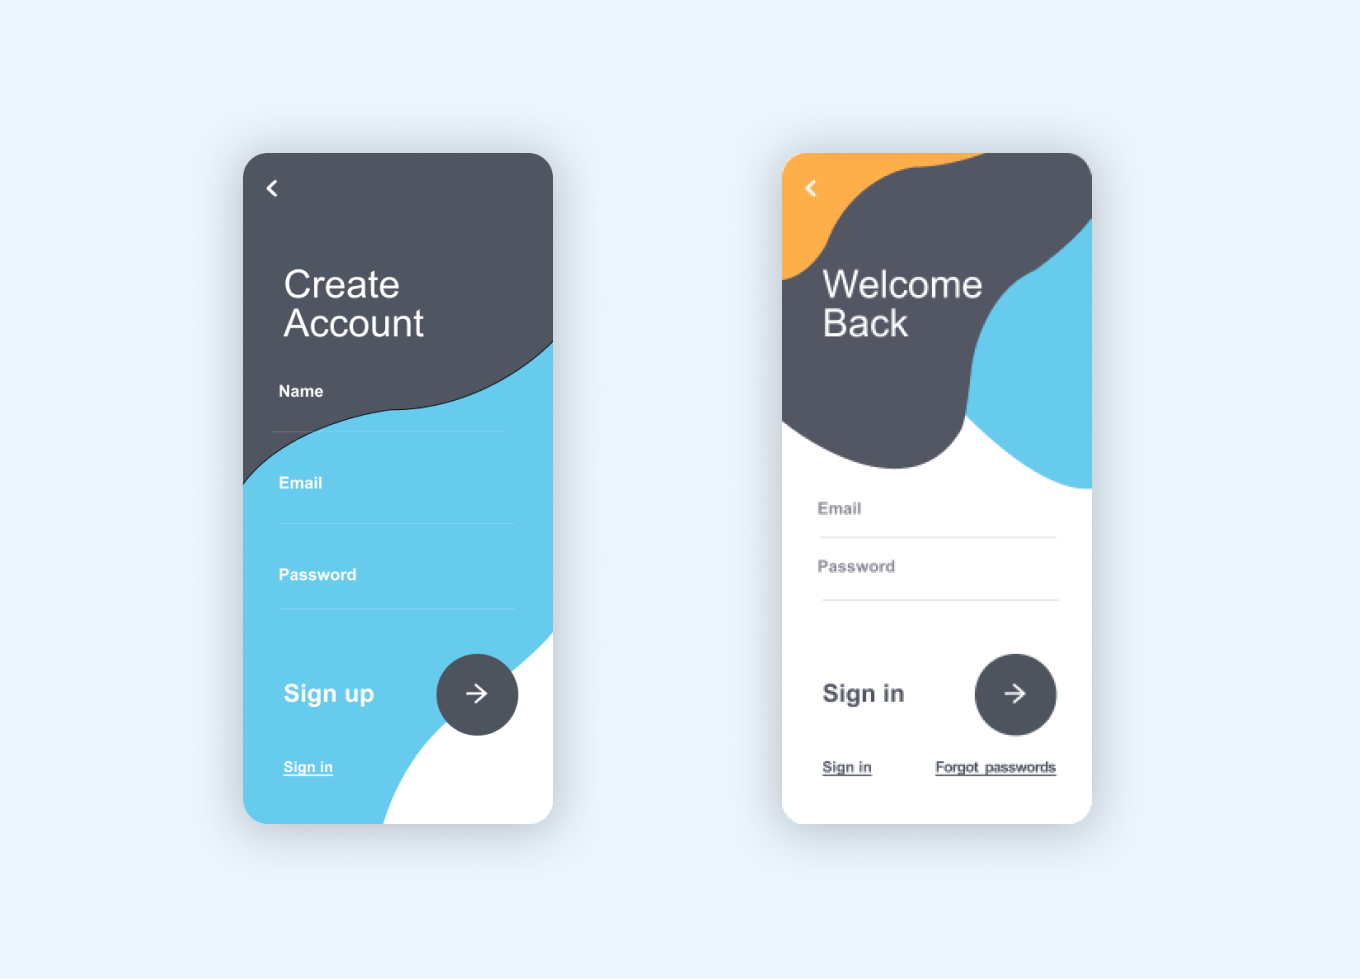 Create
Account
Name
Email
Password
Sign up
Sign in
Welcome
Back
Email
Password
Sign in
Sign in
Forgot passwords